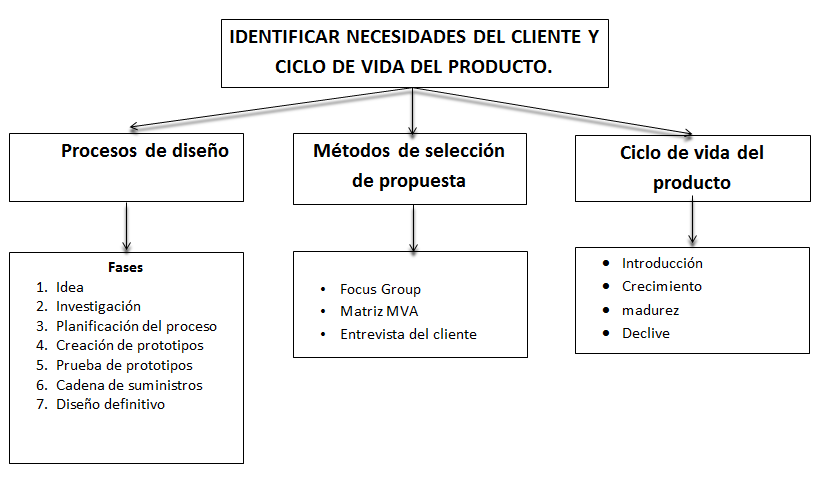 IDENTIFICAR NECESIDADES DEL CLIENTE Y
CICLO DE VIDA DEL PRODUCTO.
Procesos de diseño
Métodos de selección
de propuesta
Ciclo de vida del
producto
Fases
1. Idea
2. Investigación
3. Planificación del proceso
4. Creación de prototipos
5. Prueba de prototipos
6. Cadena de suministros
7. Diseño definitivo
• Focus Group
• Matriz MVA
• Entrevista del cliente
• Introducción
• Crecimiento
• madurez
• Declive